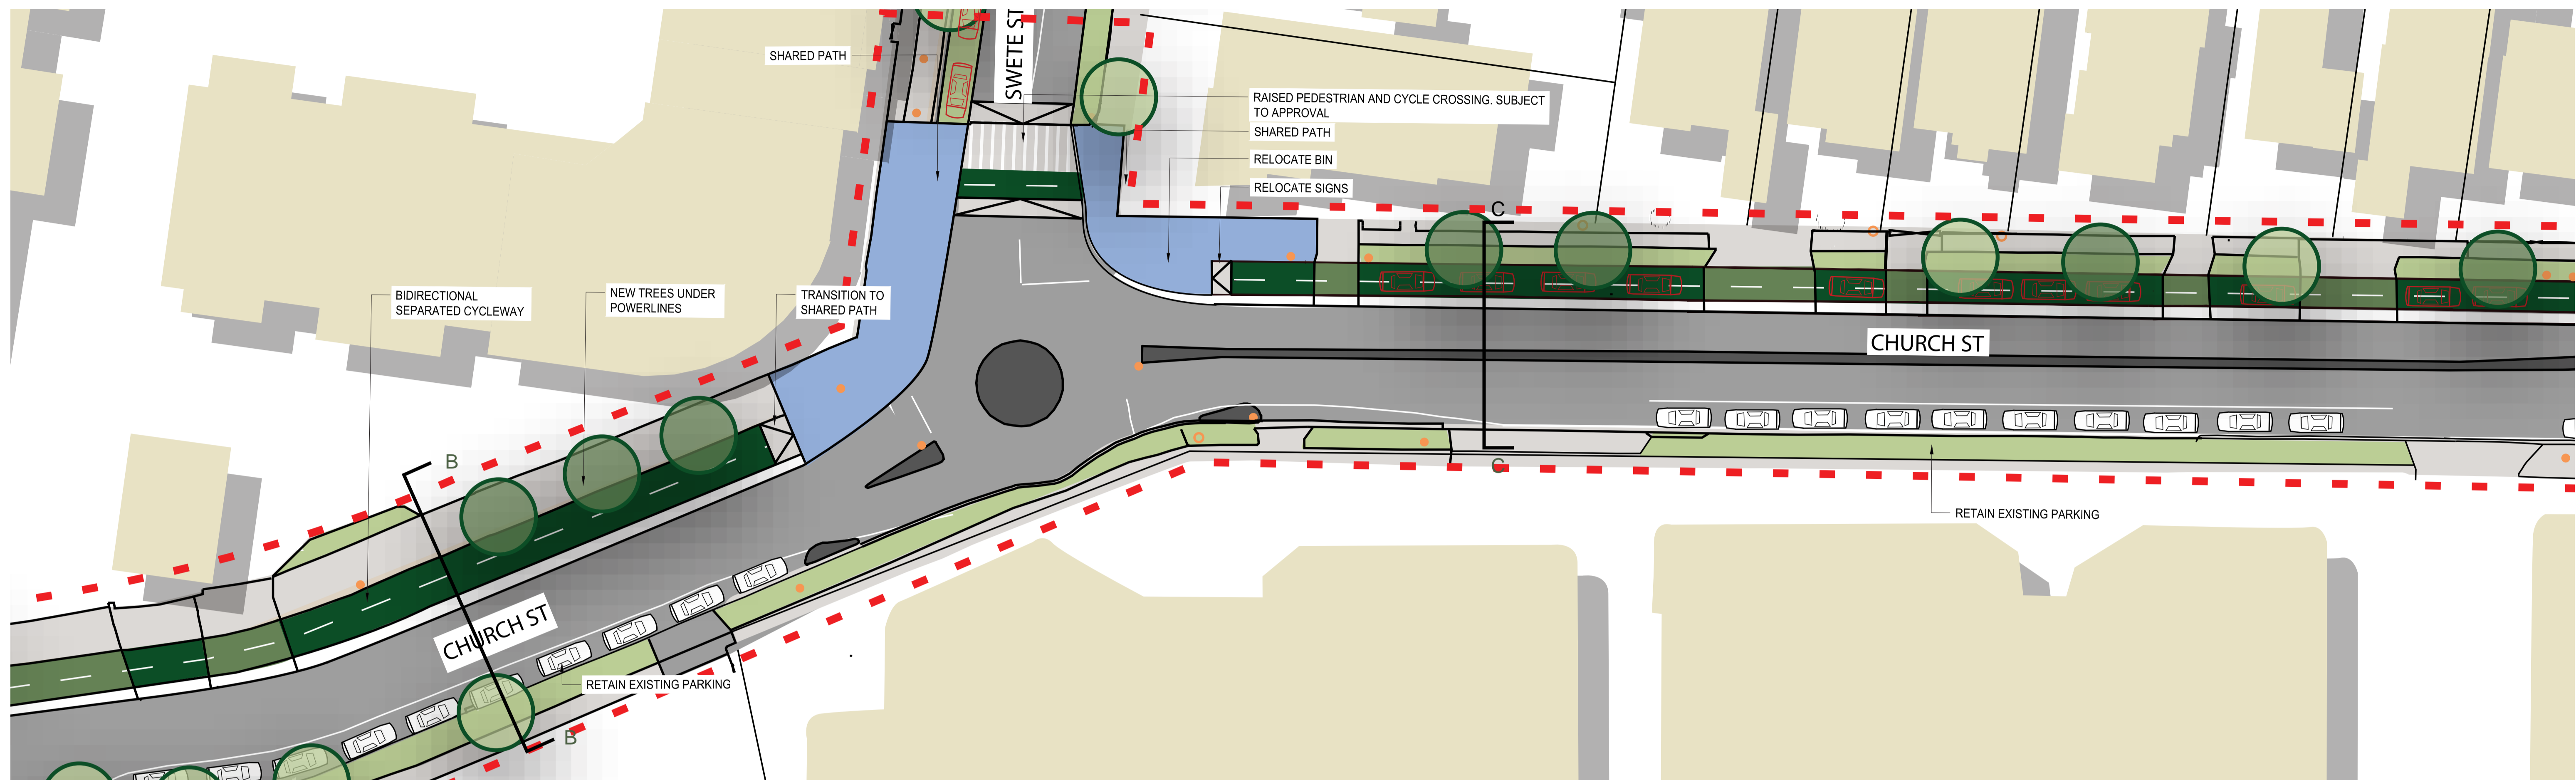 SWETE ST
SHARED PATH
RAISED PEDESTRIAN AND CYCLE CROSSING. SUBJECT
TO APPROVAL
SHARED PATH
RELOCATE BIN
RELOCATE SIGNS
C
BIDIRECTIONAL
SEPARATED CYCLEWAY
NEW TREES UNDER
POWERLINES
TRANSITION TO
SHARED PATH
CHURCH ST
B
C
RETAIN EXISTING PARKING
CHURCH ST
RETAIN EXISTING PARKING
B